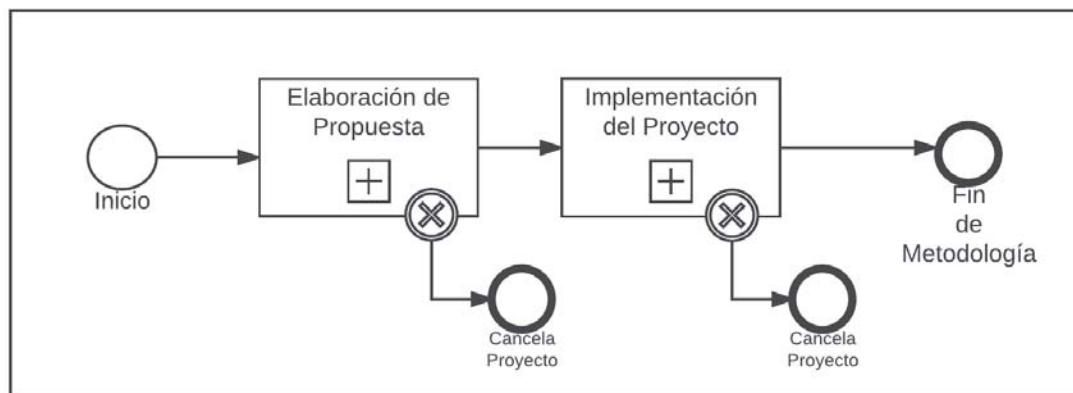 Inicio
Elaboración de
Propuesta
Implementación
del Proyecto
Fin
de
Metodología
Cancela
Proyecto
Cancela
Proyecto